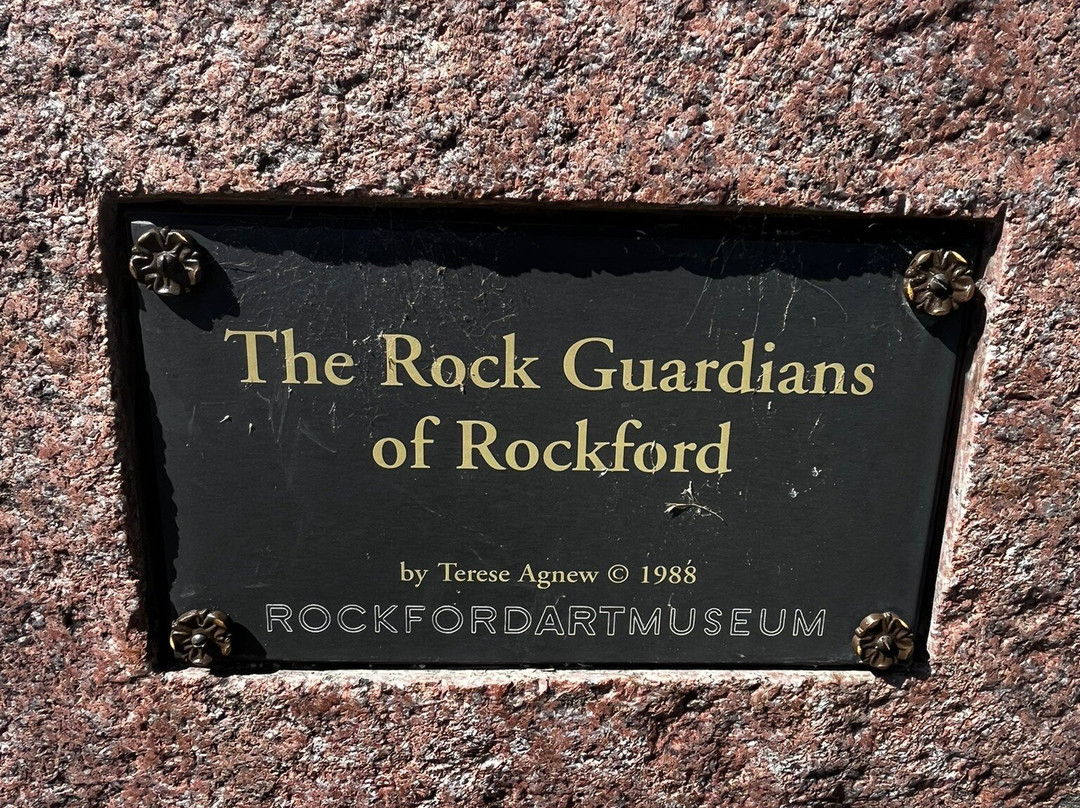 The Rock Guardians
of Rockford
by Terese Agnew © 1988
ROCKFORDARTMUSEUM